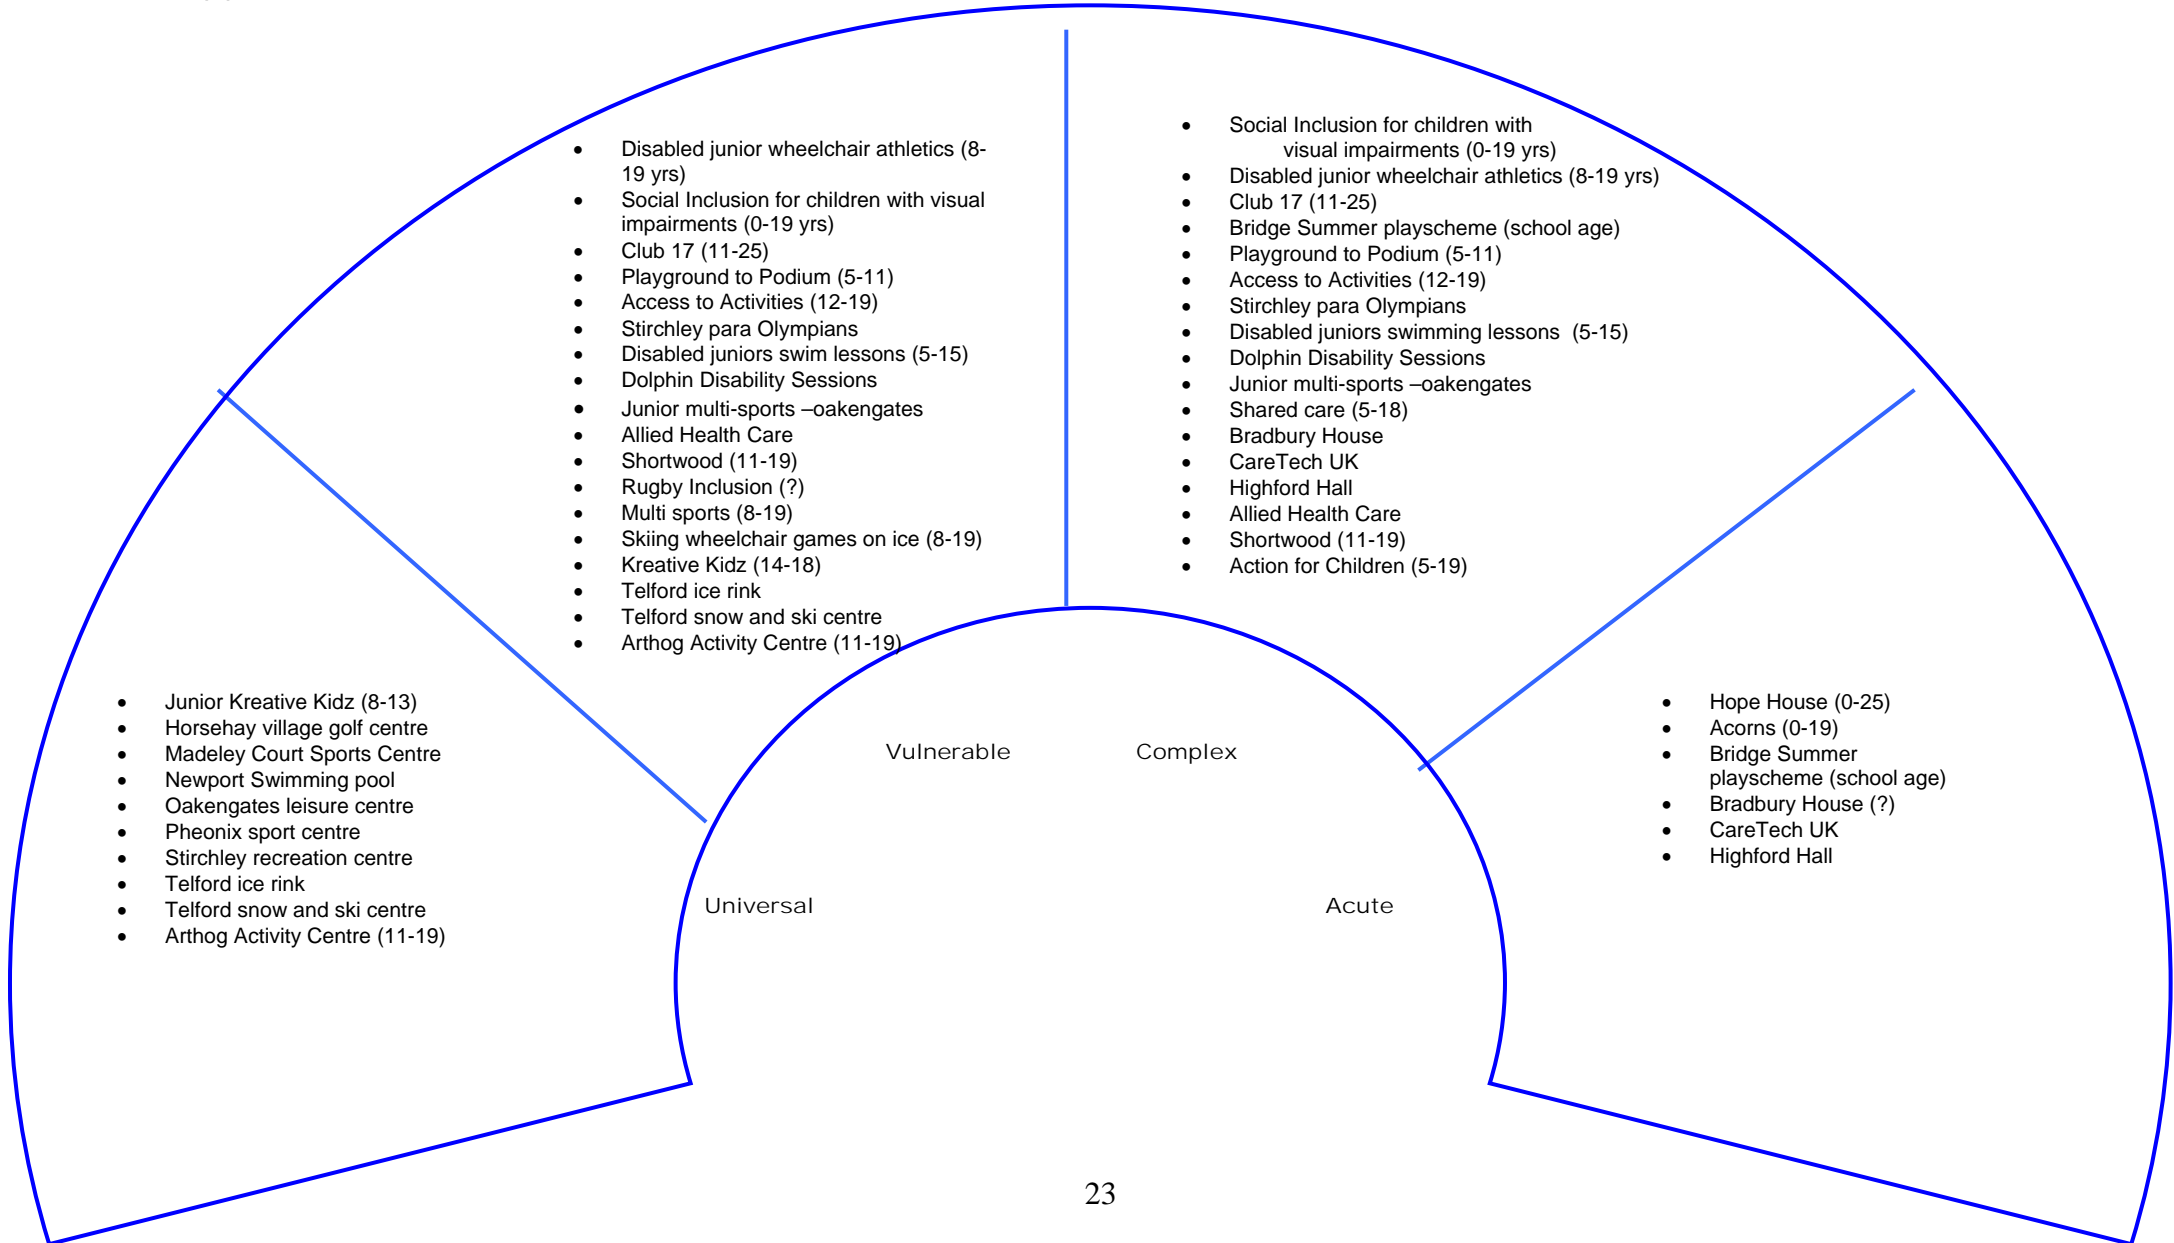 • Disabled junior wheelchair athletics (8-
19 yrs)
• Social Inclusion for children with visual
impairments (0-19 yrs)
• Club 17 (11-25)
• Playground to Podium (5-11)
• Access to Activities (12-19)
• Stirchley para Olympians
• Disabled juniors swim lessons (5-15)
• Dolphin Disability Sessions
• Junior multi-sports –oakengates
• Allied Health Care
• Shortwood (11-19)
• Rugby Inclusion (?)
• Multi sports (8-19)
• Skiing wheelchair games on ice (8-19)
• Kreative Kidz (14-18)
• Telford ice rink
• Telford snow and ski centre
• Arthog Activity Centre (11-19)
• Social Inclusion for children with
visual impairments (0-19 yrs)
• Disabled junior wheelchair athletics (8-19 yrs)
• Club 17 (11-25)
• Bridge Summer playscheme (school age)
• Playground to Podium (5-11)
• Access to Activities (12-19)
• Stirchley para Olympians
• Disabled juniors swimming lessons  (5-15)
• Dolphin Disability Sessions
• Junior multi-sports –oakengates
• Shared care (5-18)
• Bradbury House
• CareTech UK
• Highford Hall
• Allied Health Care
• Shortwood (11-19)
• Action for Children (5-19)
• Junior Kreative Kidz (8-13)
• Horsehay village golf centre
• Madeley Court Sports Centre
• Newport Swimming pool
• Oakengates leisure centre
• Pheonix sport centre
• Stirchley recreation centre
• Telford ice rink
• Telford snow and ski centre
• Arthog Activity Centre (11-19)
• Hope House (0-25)
• Acorns (0-19)
• Bridge Summer
playscheme (school age)
• Bradbury House (?)
• CareTech UK
• Highford Hall
Vulnerable
Complex
Universal
Acute
23